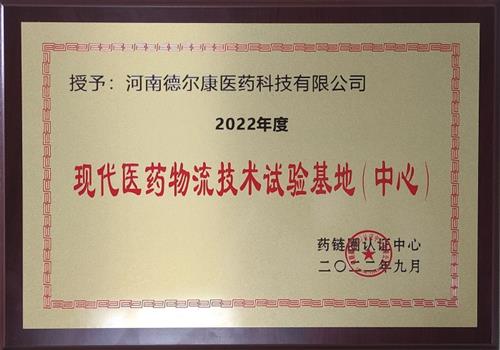 授予：河南德尔康医药科技有限公司
2022年度
现代医药物流技术试验基地（中心）
药链圈认证中心
二〇二二年九月